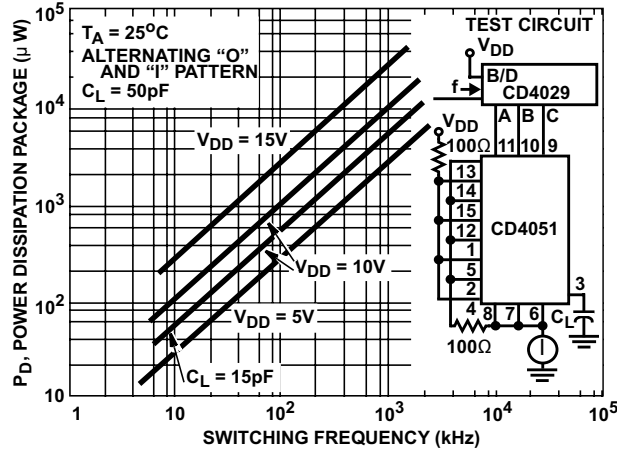 T_A = 25°C
ALTERNATING “O”
AND “I” PATTERN
C_L = 50pF
TEST CIRCUIT
V_DD
B/D
f
CD4029
A B C
V_DD
100Ω
11 10 9
13
14
15
12
1
5
2
CD4051
4 8 7 6
3
C_L
100Ω
I
V_DD = 15V
V_DD = 10V
V_DD = 5V
C_L = 15pF
P_D, POWER DISSIPATION PACKAGE (µ W)
10^5
10^4
10^3
10^2
10
1 10 10^2 10^3 10^4 10^5
SWITCHING FREQUENCY (kHz)